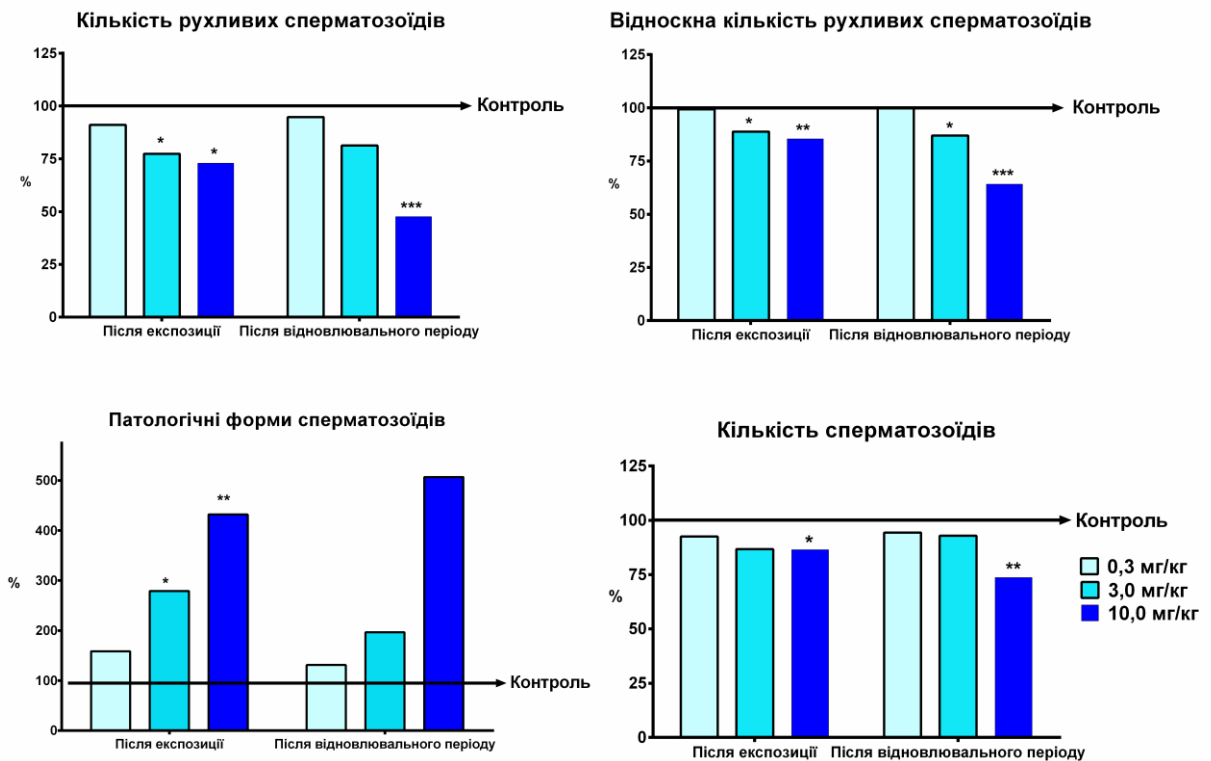 Кількість рухливих сперматозоїдів
125
100
75
50
25
0
%
Контроль
*
*
***
Після експозиції
Після відновлювального періоду
Відноскна кількість рухливих сперматозоїдів
125
100
75
50
25
0
%
Контроль
*
**
*
***
Після експозиції
Після відновлювального періоду
Патологічні форми сперматозоїдів
500
400
300
200
100
0
%
Контроль
*
**
Після експозиції
Після відновлювального періоду
Кількість сперматозоїдів
125
100
75
50
25
0
%
Контроль
*
**
Після експозиції
Після відновлювального періоду
0,3 мг/кг
3,0 мг/кг
10,0 мг/кг